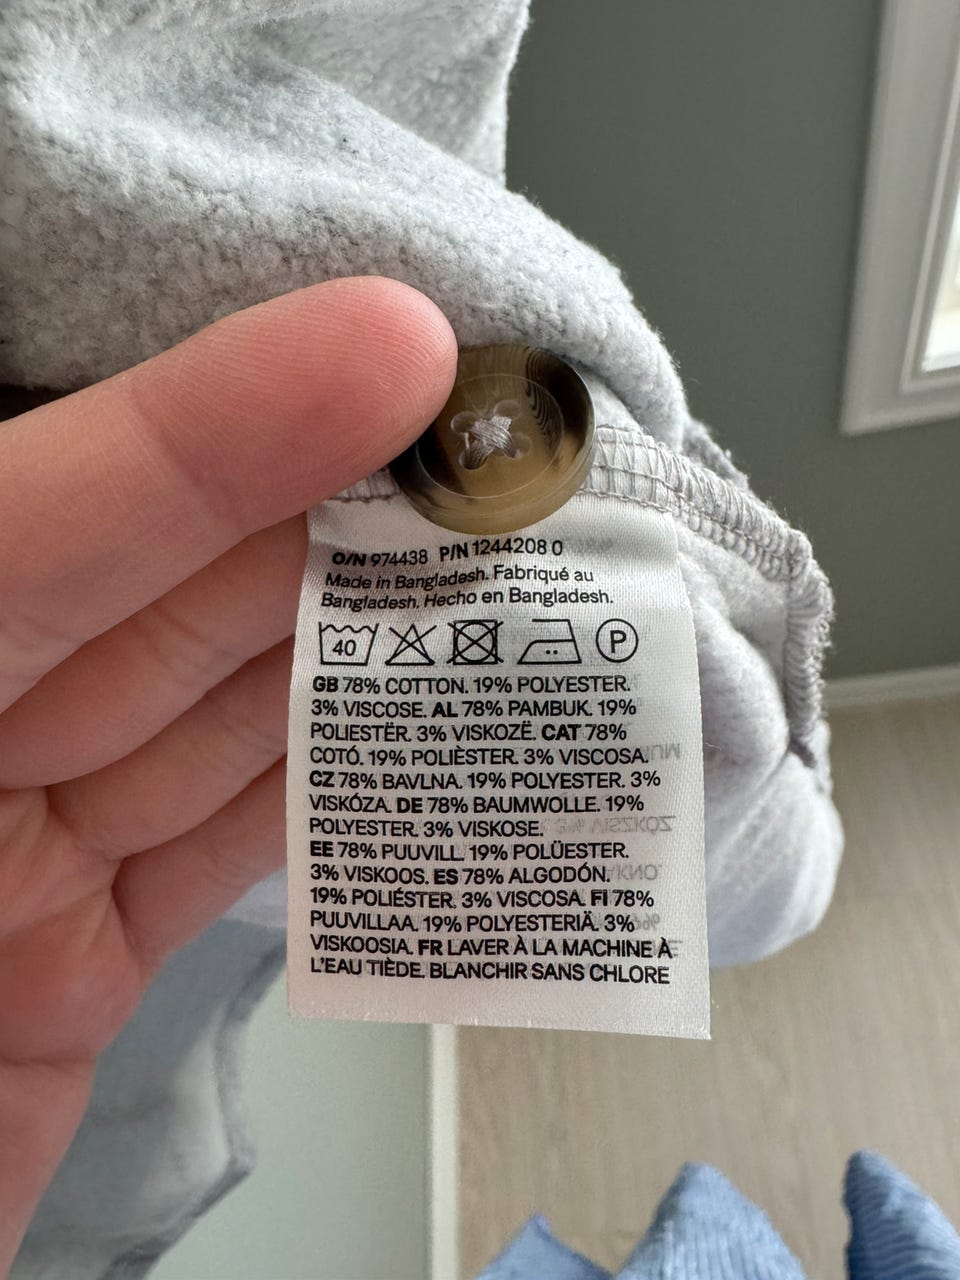 O/N 974438 P/N 1244208 0
Made in Bangladesh. Fabriqué au
Bangladesh. Hecho en Bangladesh.
40 P
GB 78% COTTON. 19% POLYESTER.
3% VISCOSE. AL 78% PAMBUK. 19%
POLIESTËR. 3% VISKOZË. CAT 78%
COTÓ. 19% POLIÈSTER. 3% VISCOSA.
CZ 78% BAVLNA. 19% POLYESTER. 3%
VISKÓZA. DE 78% BAUMWOLLE. 19%
POLYESTER. 3% VISKOSE.
EE 78% PUUVILL. 19% POLÜESTER.
3% VISKOOS. ES 78% ALGODÓN.
19% POLIÉSTER. 3% VISCOSA. FI 78%
PUUVILLAA. 19% POLYESTERIÄ. 3%
VISKOOSIA. FR LAVER À LA MACHINE À
L'EAU TIÈDE. BLANCHIR SANS CHLORE